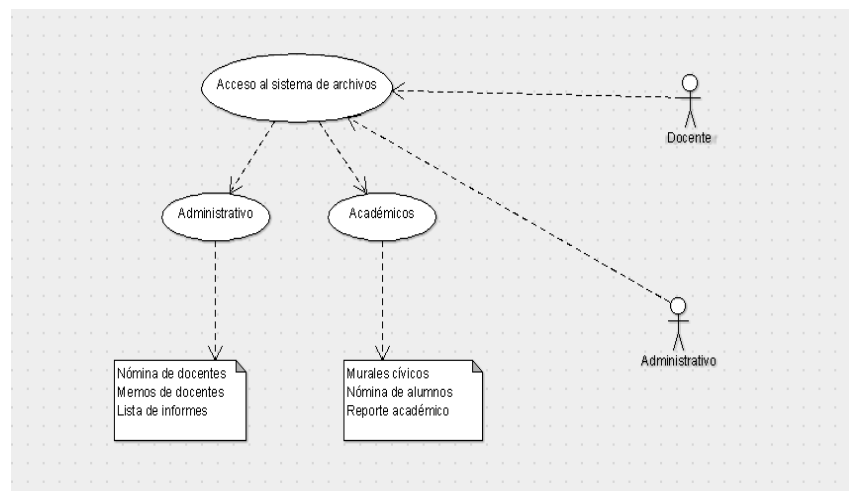 Acceso al sistema de archivos
Docente
Administrativo
Académicos
Administrativo
Nómina de docentes
Memos de docentes
Lista de informes
Murales cívicos
Nómina de alumnos
Reporte académico